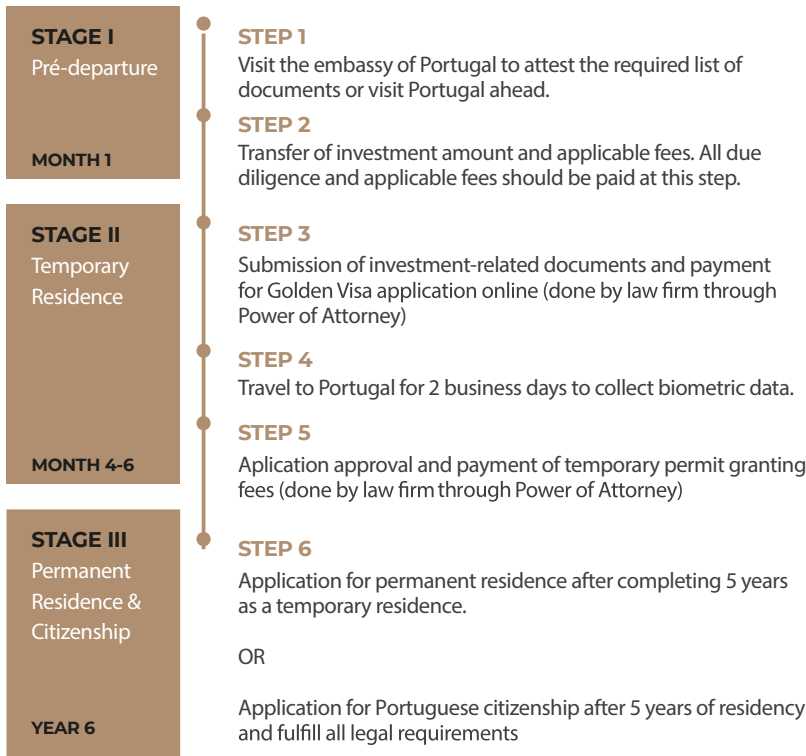 STAGE I
Pré-departure
MONTH 1
STEP 1
Visit the embassy of Portugal to attest the required list of
documents or visit Portugal ahead.
STEP 2
Transfer of investment amount and applicable fees. All due
diligence and applicable fees should be paid at this step.
STAGE II
Temporary
Residence
MONTH 4-6
STEP 3
Submission of investment-related documents and payment
for Golden Visa application online (done by law firm through
Power of Attorney)
STEP 4
Travel to Portugal for 2 business days to collect biometric data.
STEP 5
Aplication approval and payment of temporary permit granting
fees (done by law firm through Power of Attorney)
STAGE III
Permanent
Residence &
Citizenship
YEAR 6
STEP 6
Application for permanent residence after completing 5 years
as a temporary residence.
OR
Application for Portuguese citizenship after 5 years of residency
and fulfill all legal requirements